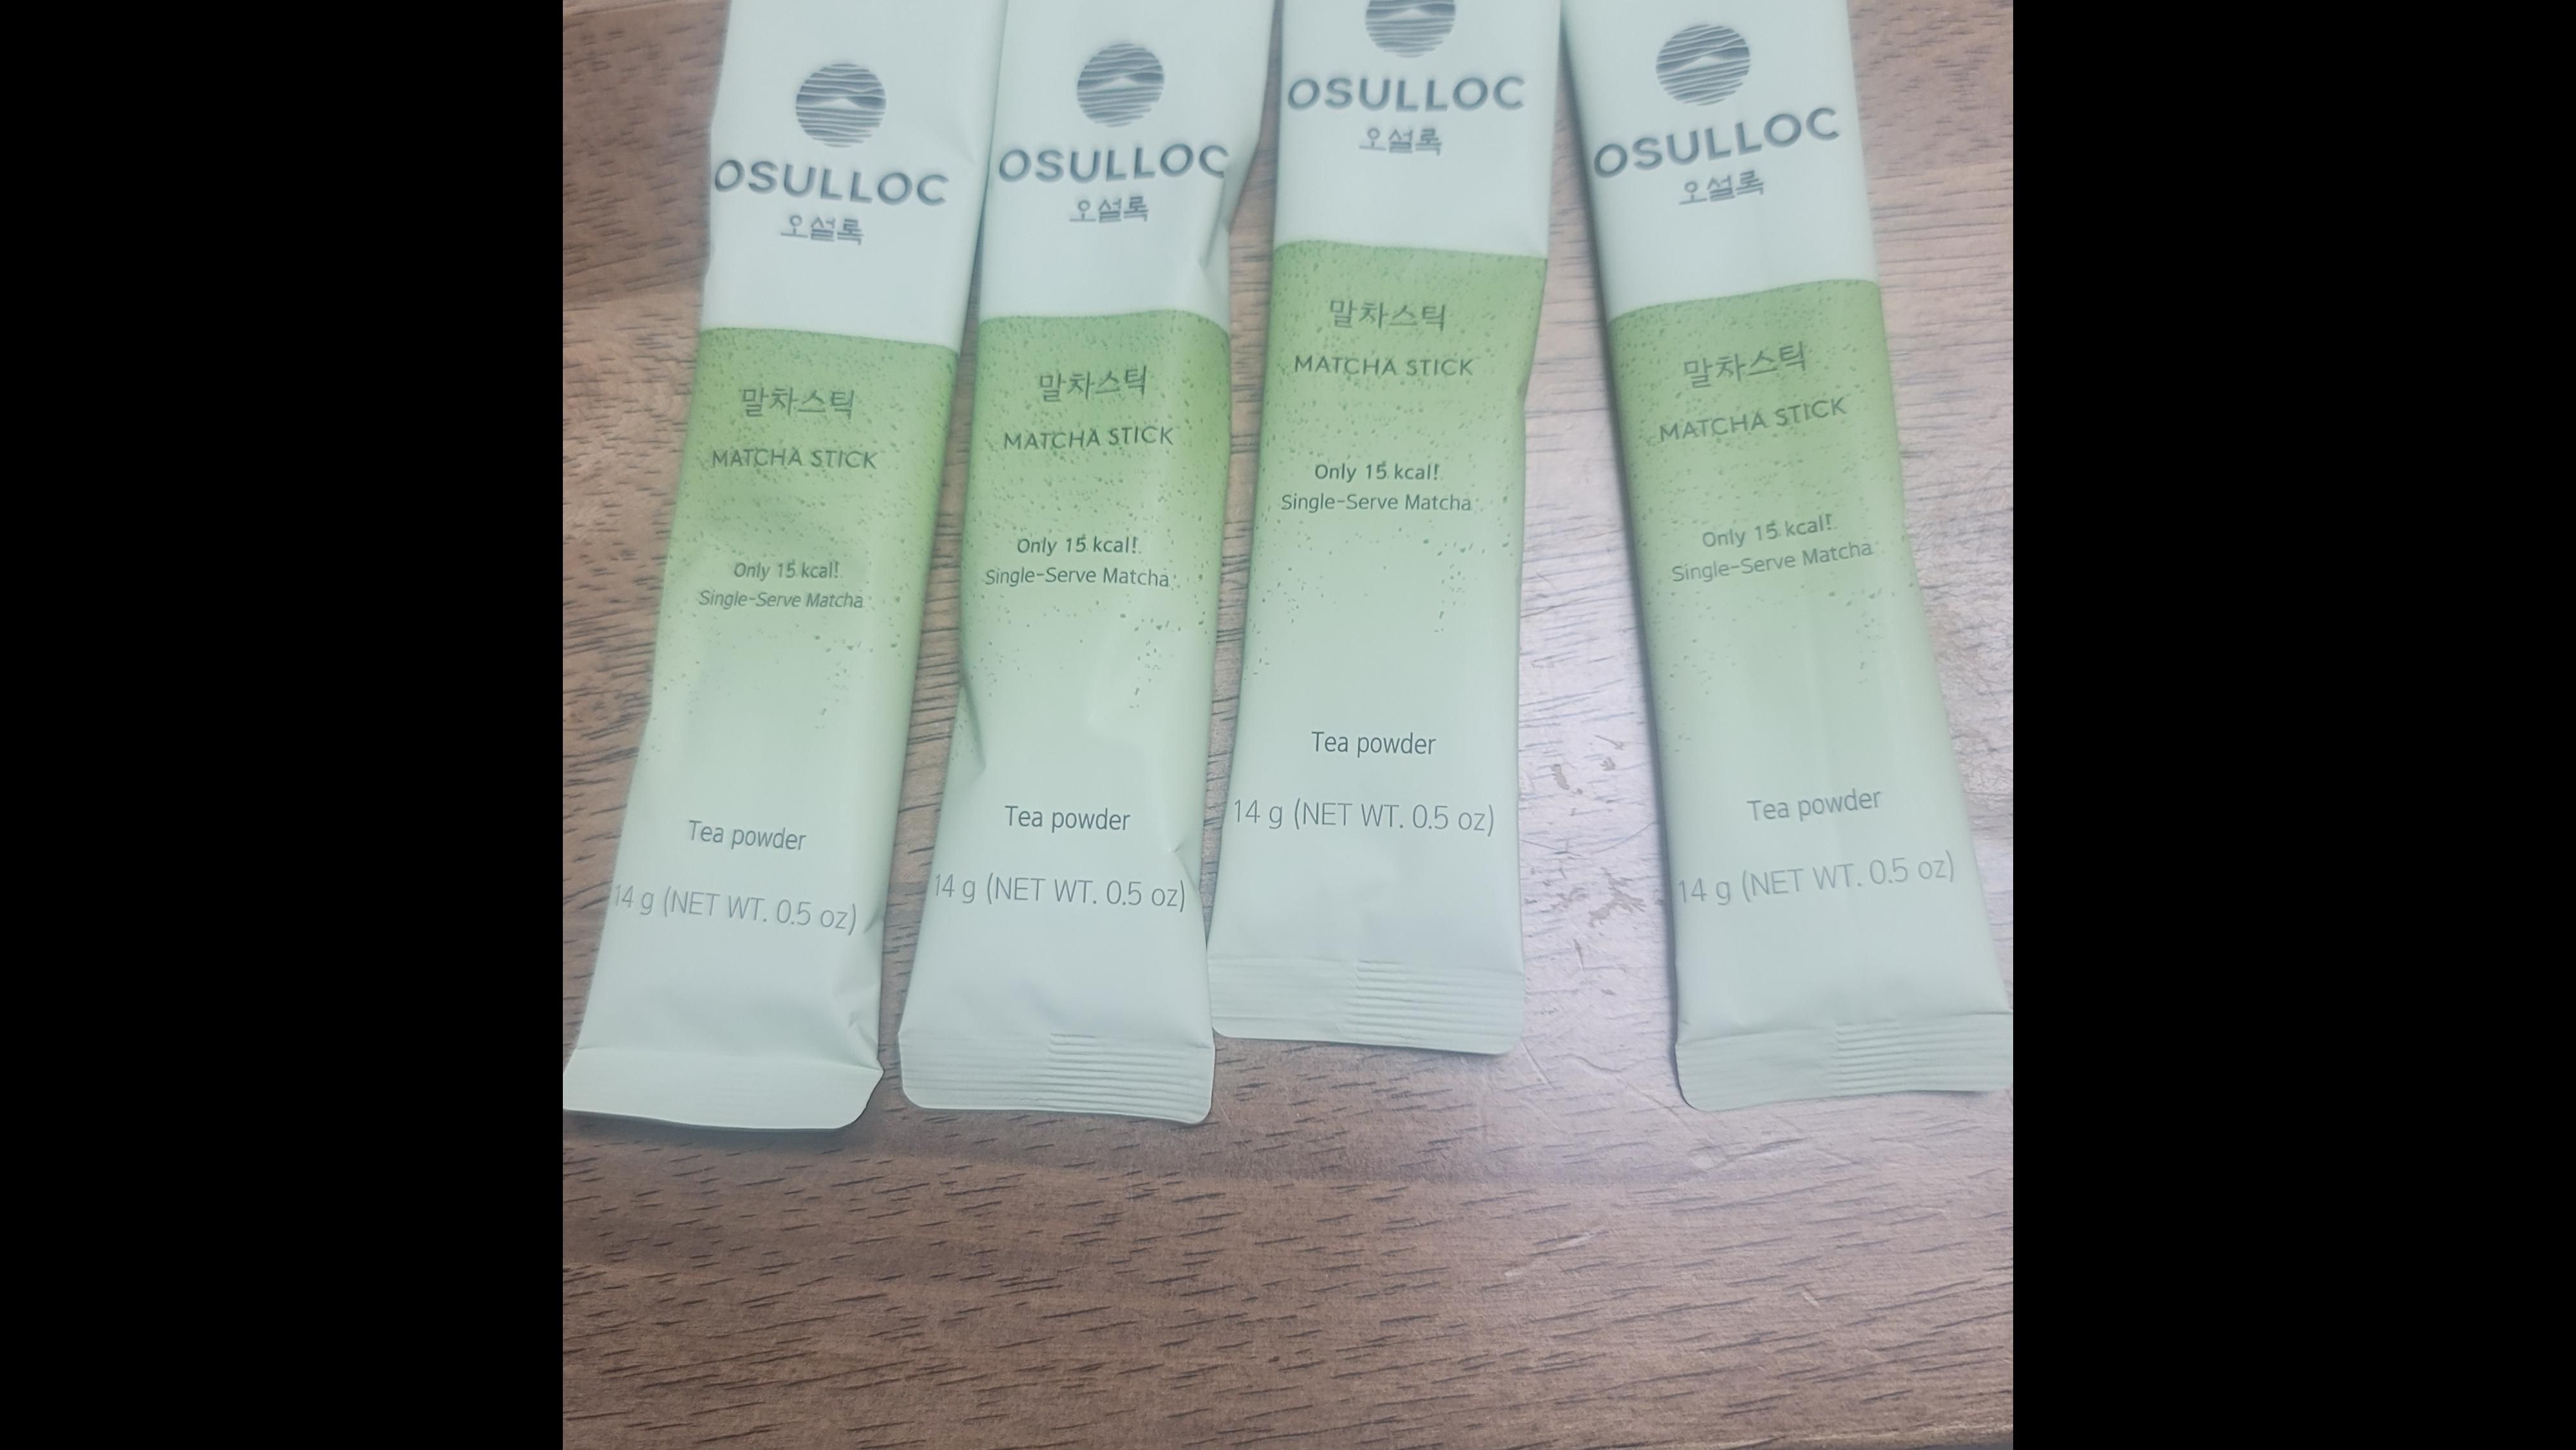 OSULLOC
오설록
말차스틱
MATCHA STICK
Only 15 kcal!
Single-Serve Matcha
Tea powder
14 g (NET WT. 0.5 oz)
OSULLOC
오설록
말차스틱
MATCHA STICK
Only 15 kcal!
Single-Serve Matcha
Tea powder
14 g (NET WT. 0.5 oz)
OSULLOC
오설록
말차스틱
MATCHA STICK
Only 15 kcal!
Single-Serve Matcha
Tea powder
14 g (NET WT. 0.5 oz)
OSULLOC
오설록
말차스틱
MATCHA STICK
Only 15 kcal!
Single-Serve Matcha
Tea powder
14 g (NET WT. 0.5 oz)